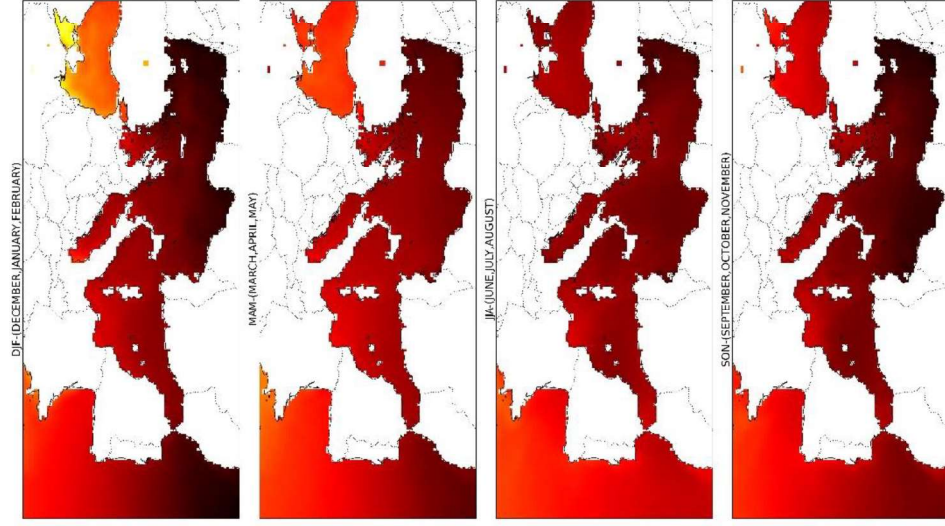 DJF-(DECEMBER,JANUARY,FEBRUARY)
MAM-(MARCH,APRIL,MAY)
JJA-(JUNE,JULY,AUGUST)
SON-(SEPTEMBER,OCTOBER,NOVEMBER)